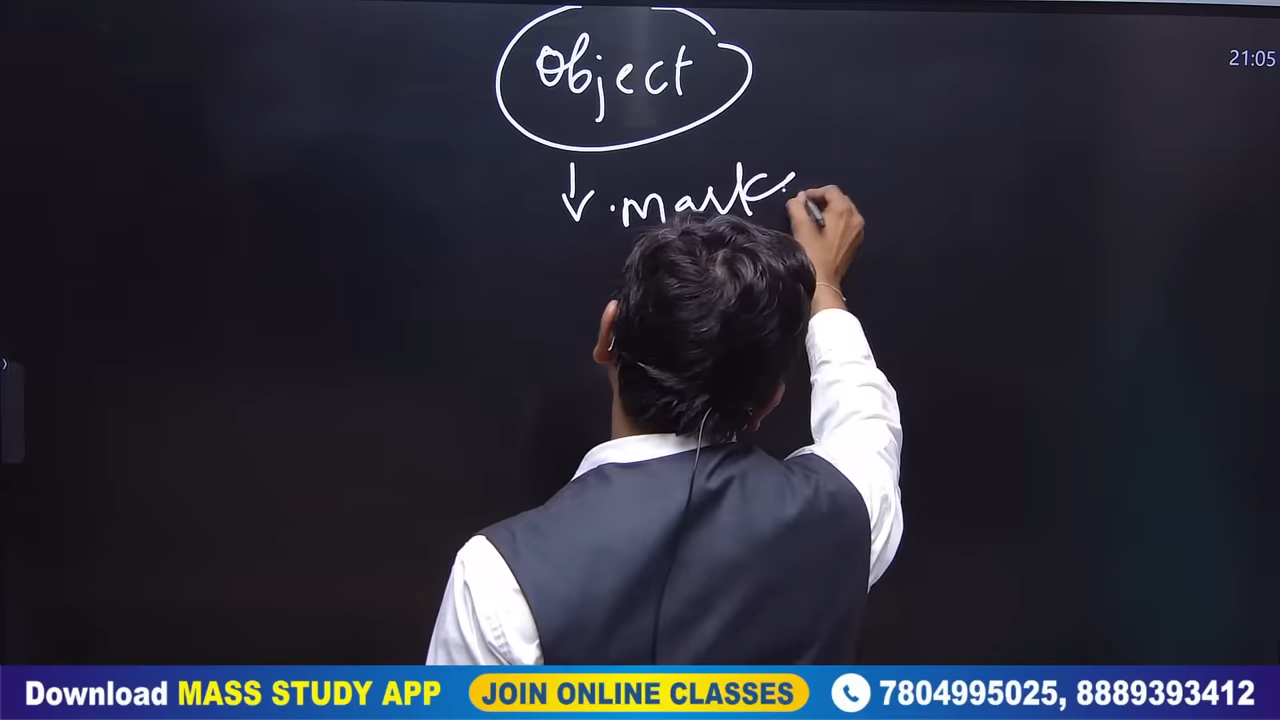 21:05
Object
mark
Download MASS STUDY APP JOIN ONLINE CLASSES 7804995025, 8889393412